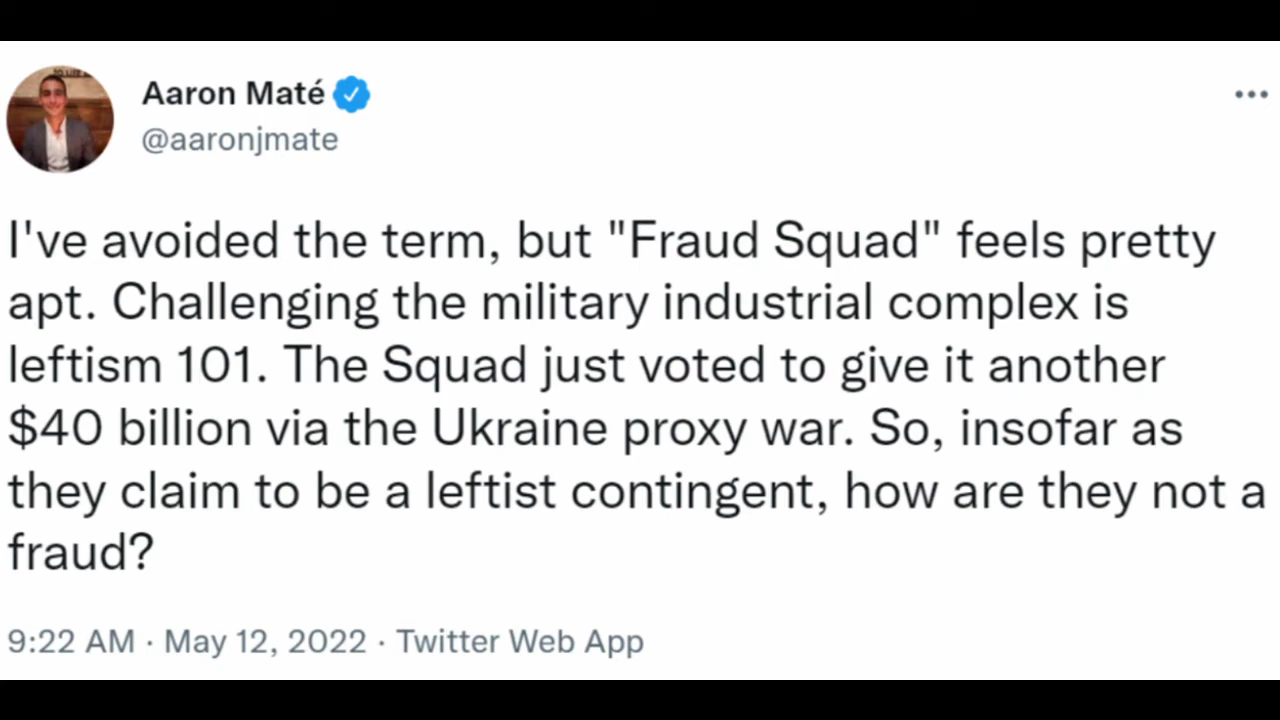 Aaron Maté
@aaronjmate
I've avoided the term, but "Fraud Squad" feels pretty
apt. Challenging the military industrial complex is
leftism 101. The Squad just voted to give it another
$40 billion via the Ukraine proxy war. So, insofar as
they claim to be a leftist contingent, how are they not a
fraud?
9:22 AM · May 12, 2022 · Twitter Web App